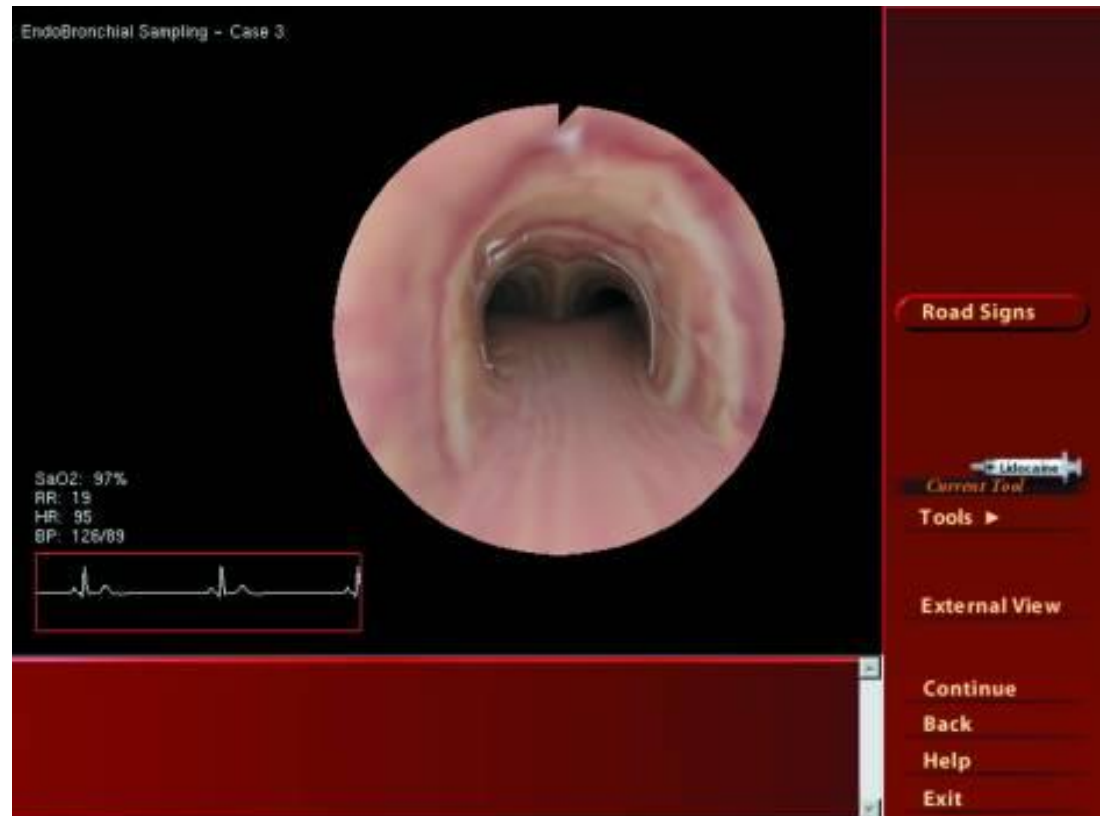 EndoBronchial Sampling - Case 3
SaO2: 97%
RR: 19
HR: 95
BP: 126/89
Road Signs
Lidocaine
Current Tool
Tools ►
External View
Continue
Back
Help
Exit